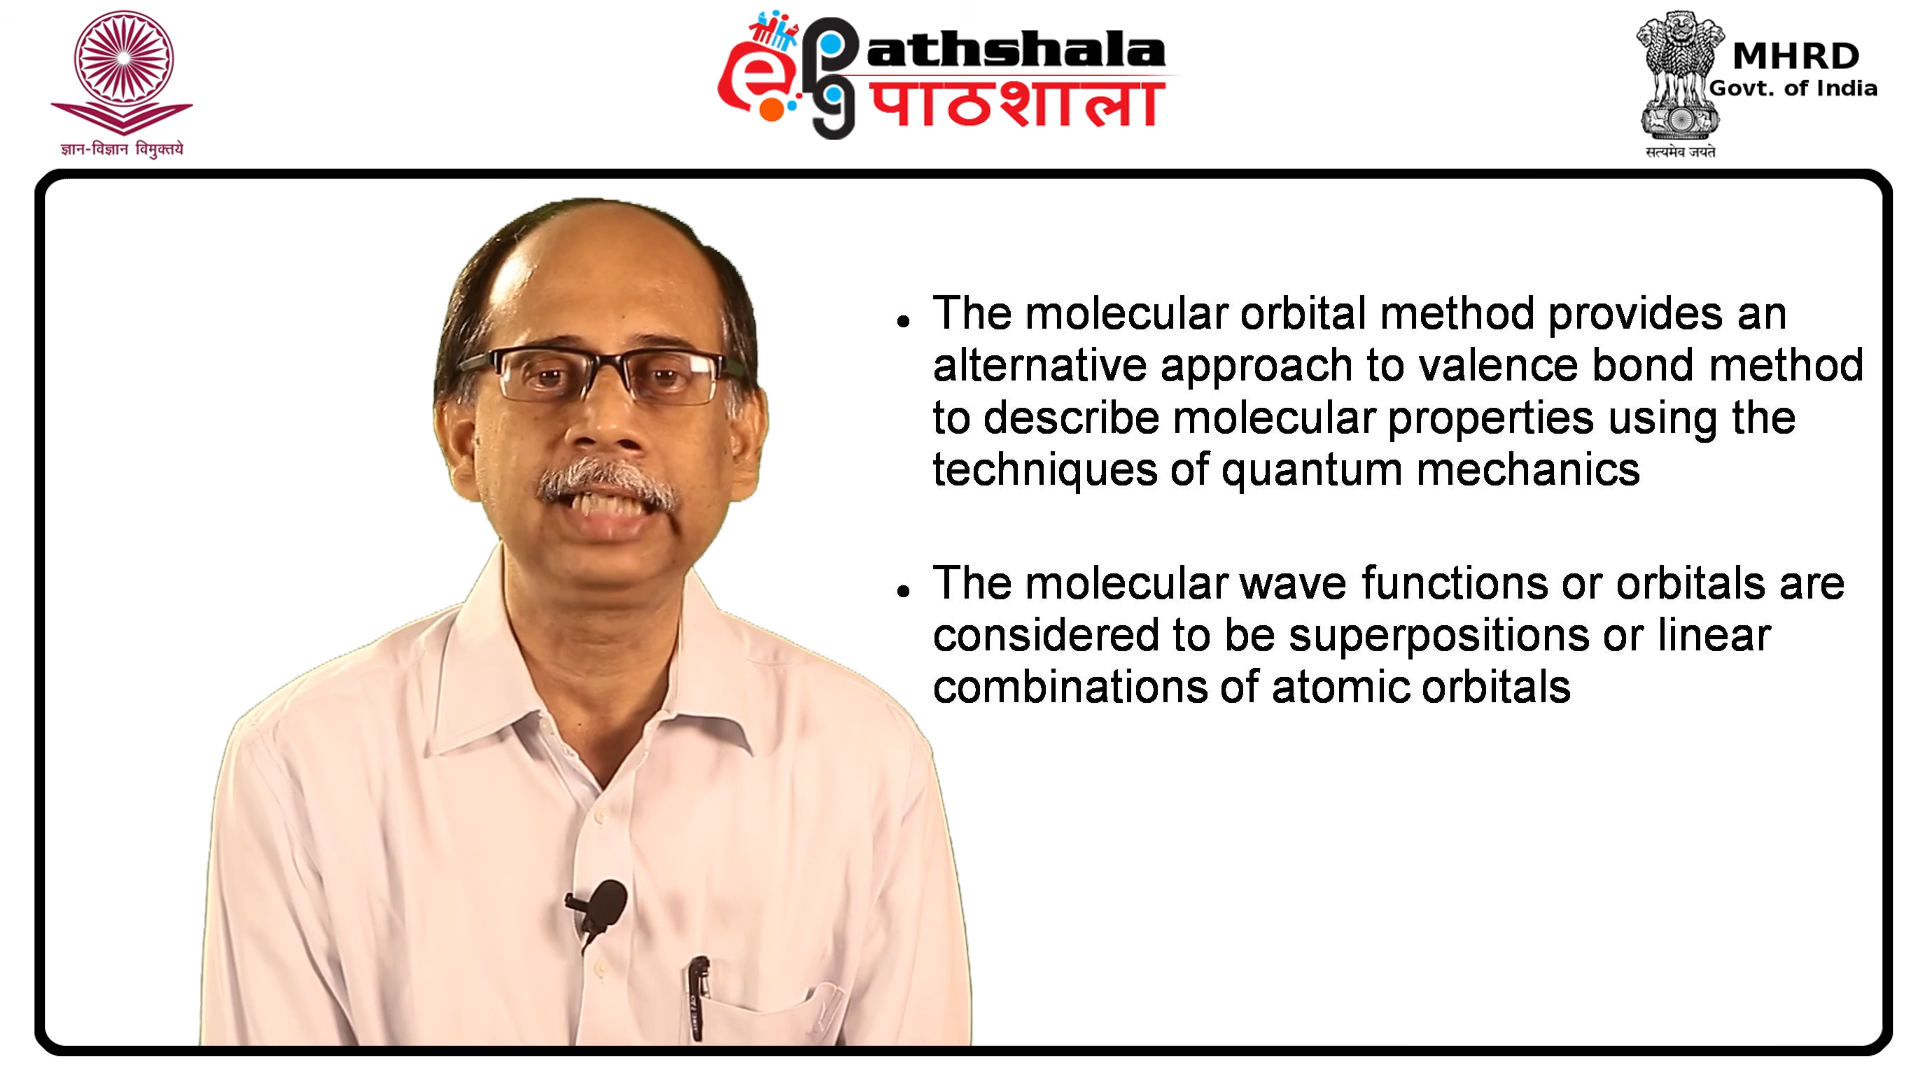 ज्ञान-विज्ञान विमुक्तये
e
pg
athshala
पाठशाला
MHRD
Govt. of India
सत्यमेव जयते
The molecular orbital method provides an
alternative approach to valence bond method
to describe molecular properties using the
techniques of quantum mechanics
The molecular wave functions or orbitals are
considered to be superpositions or linear
combinations of atomic orbitals